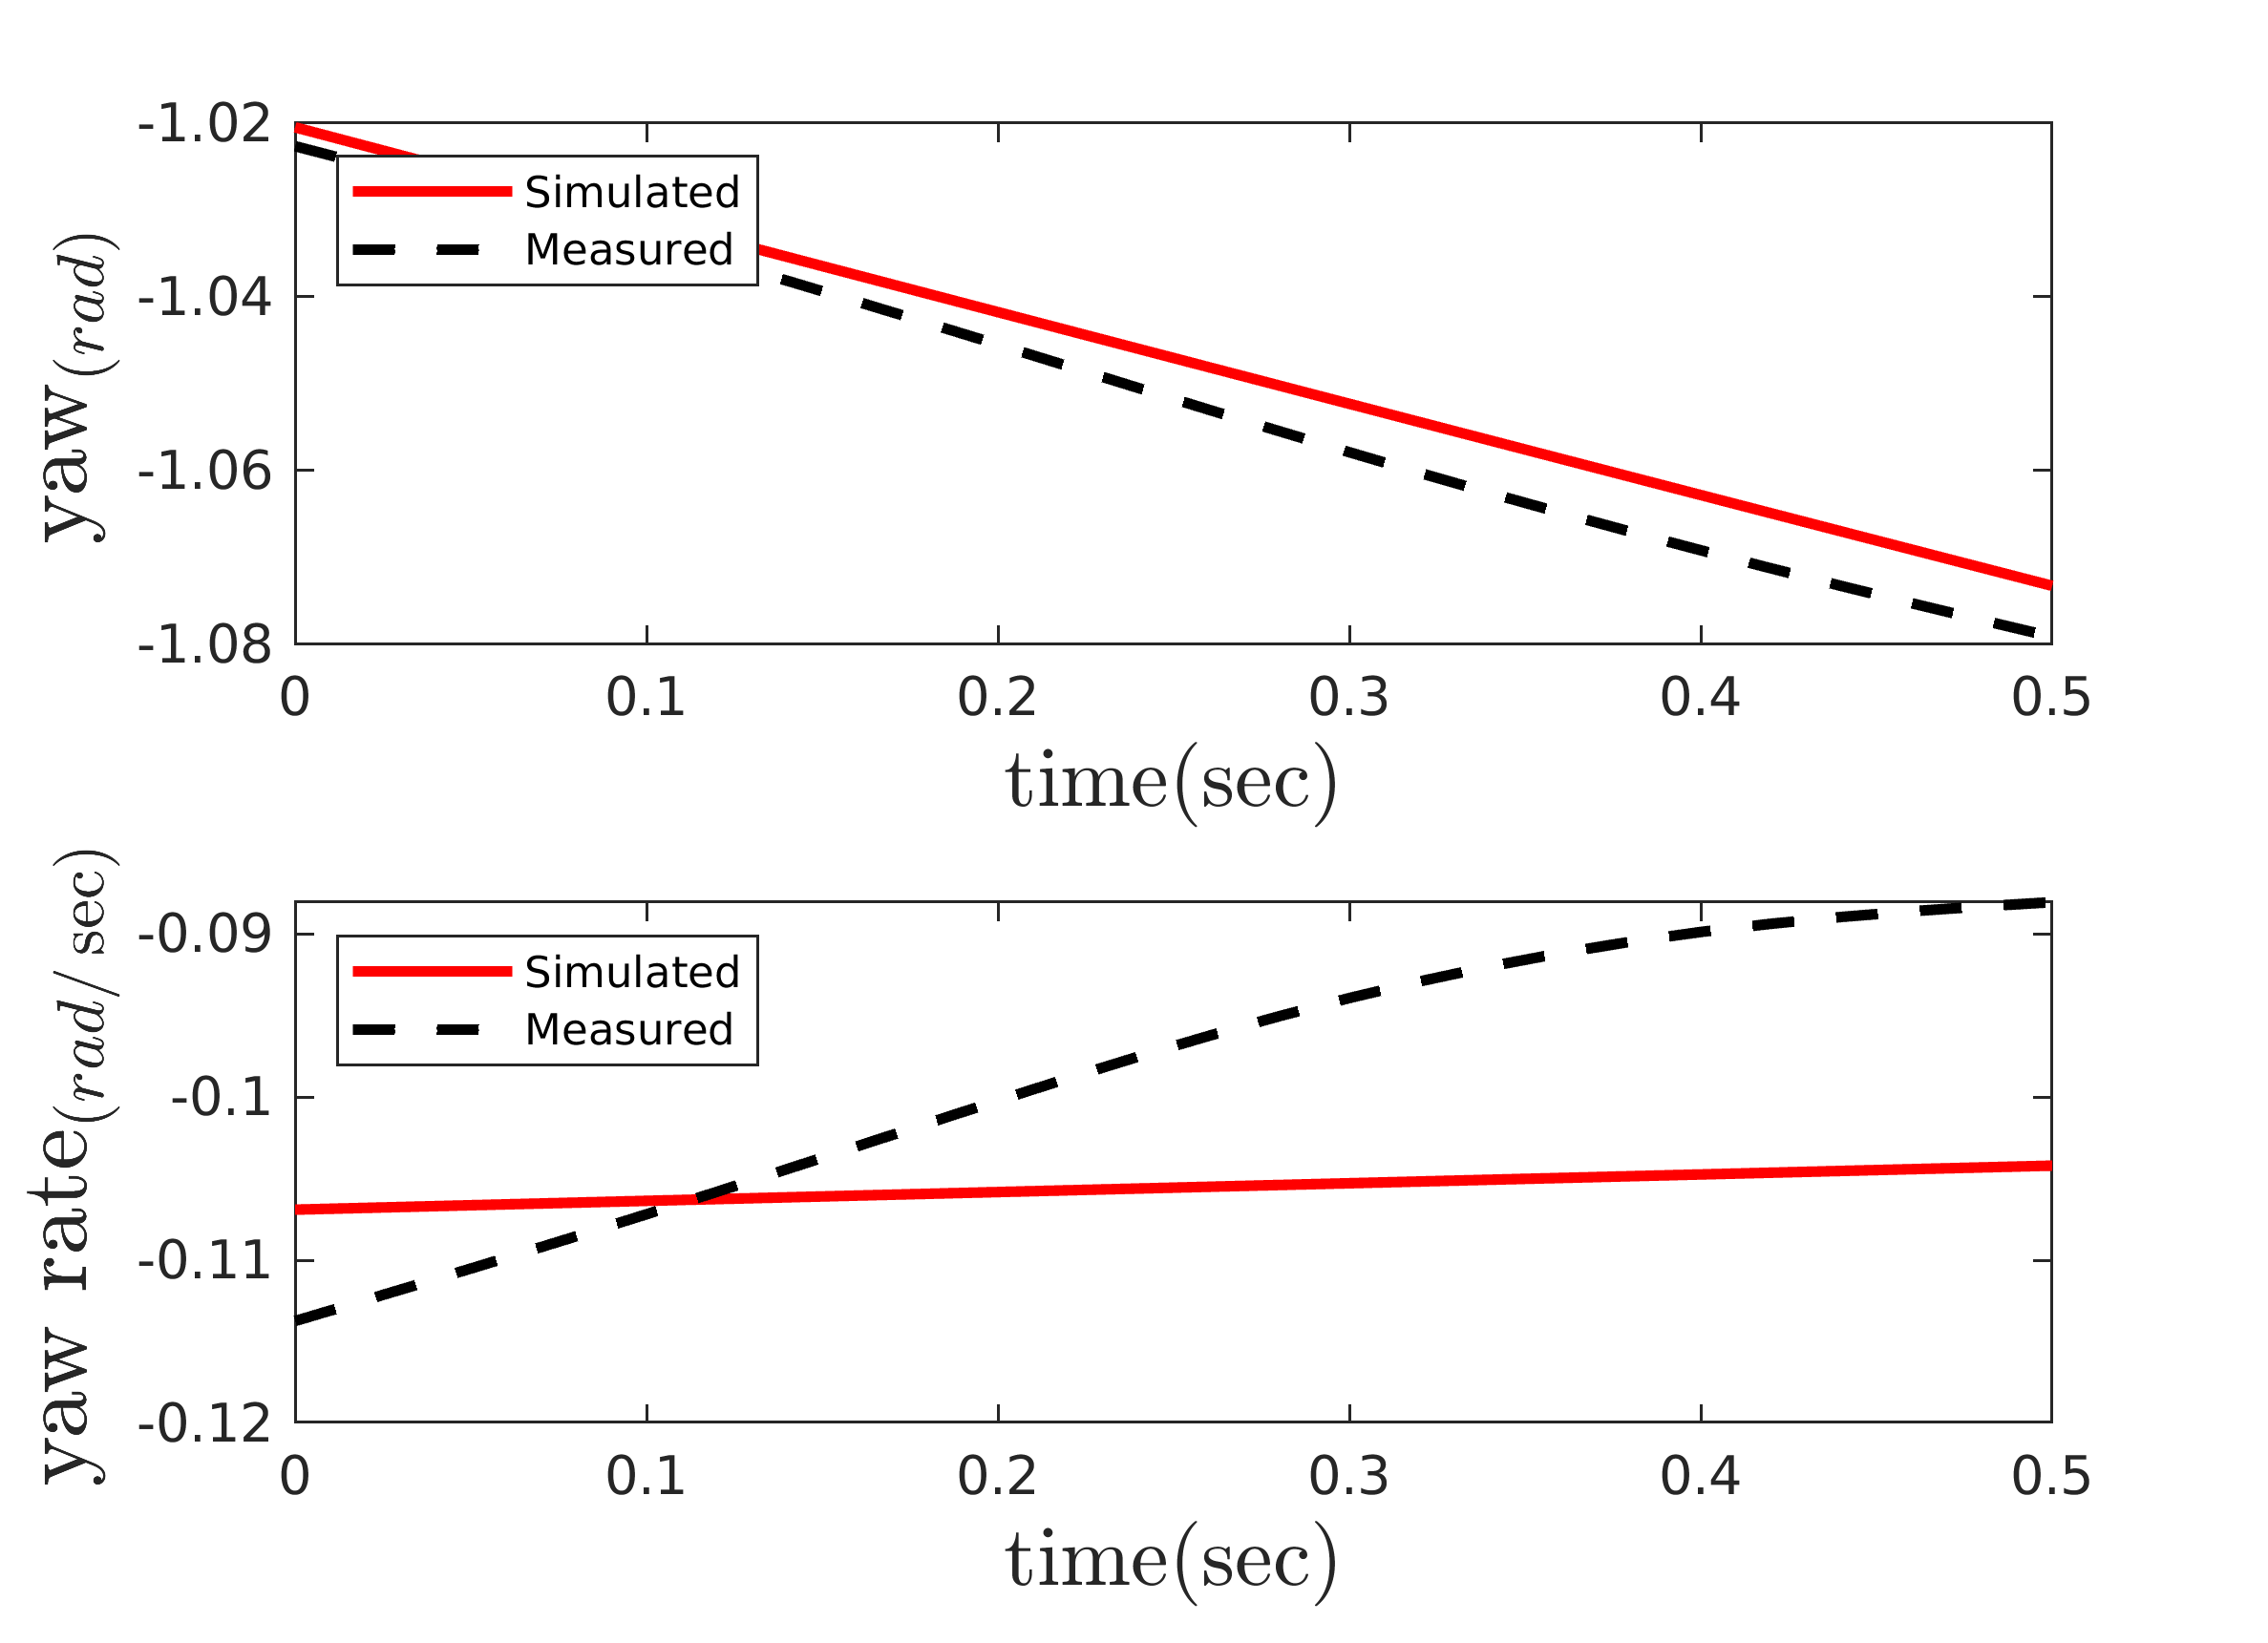 -1.02
-1.04
-1.06
-1.08
yaw(rad)
Simulated
Measured
0 0.1 0.2 0.3 0.4 0.5
time(sec)
-0.09
-0.1
-0.11
-0.12
yaw rate(rad/sec)
Simulated
Measured
0 0.1 0.2 0.3 0.4 0.5
time(sec)